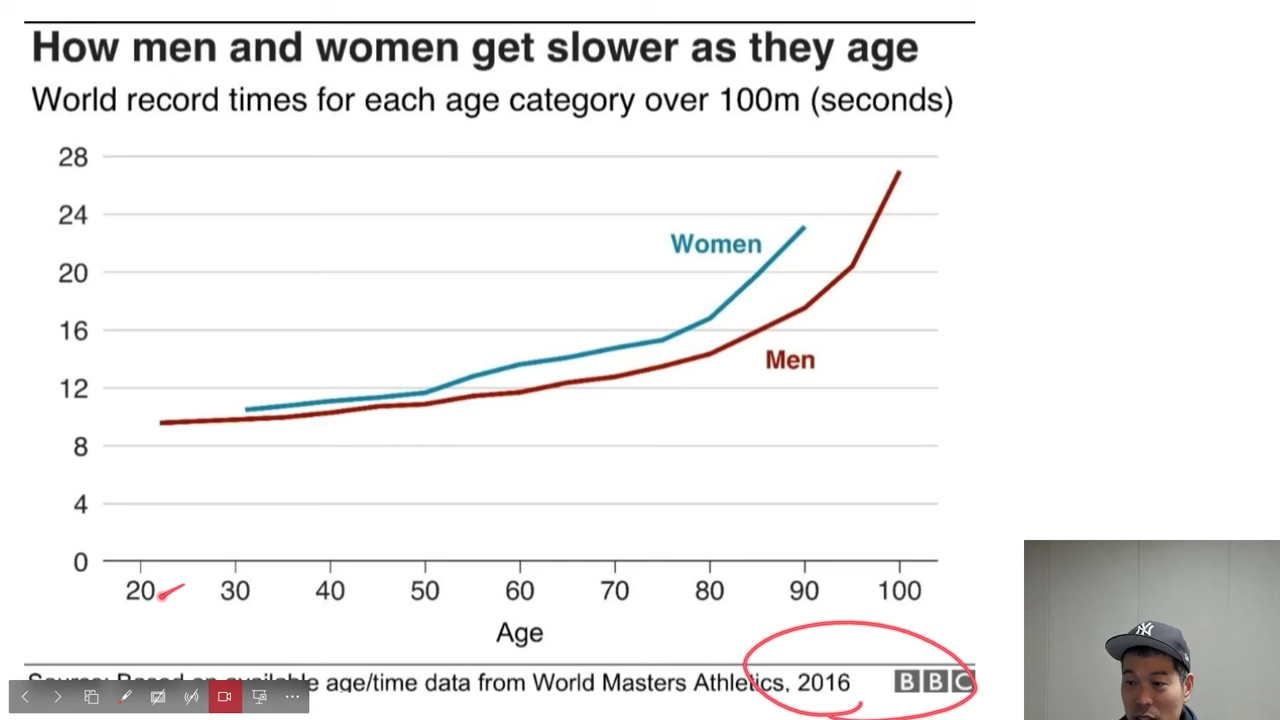 How men and women get slower as they age
World record times for each age category over 100m (seconds)
28
24
20
16
12
8
4
0
Women
Men
20 30 40 50 60 70 80 90 100
Age
age/time data from World Masters Athletics, 2016 BBC
NY